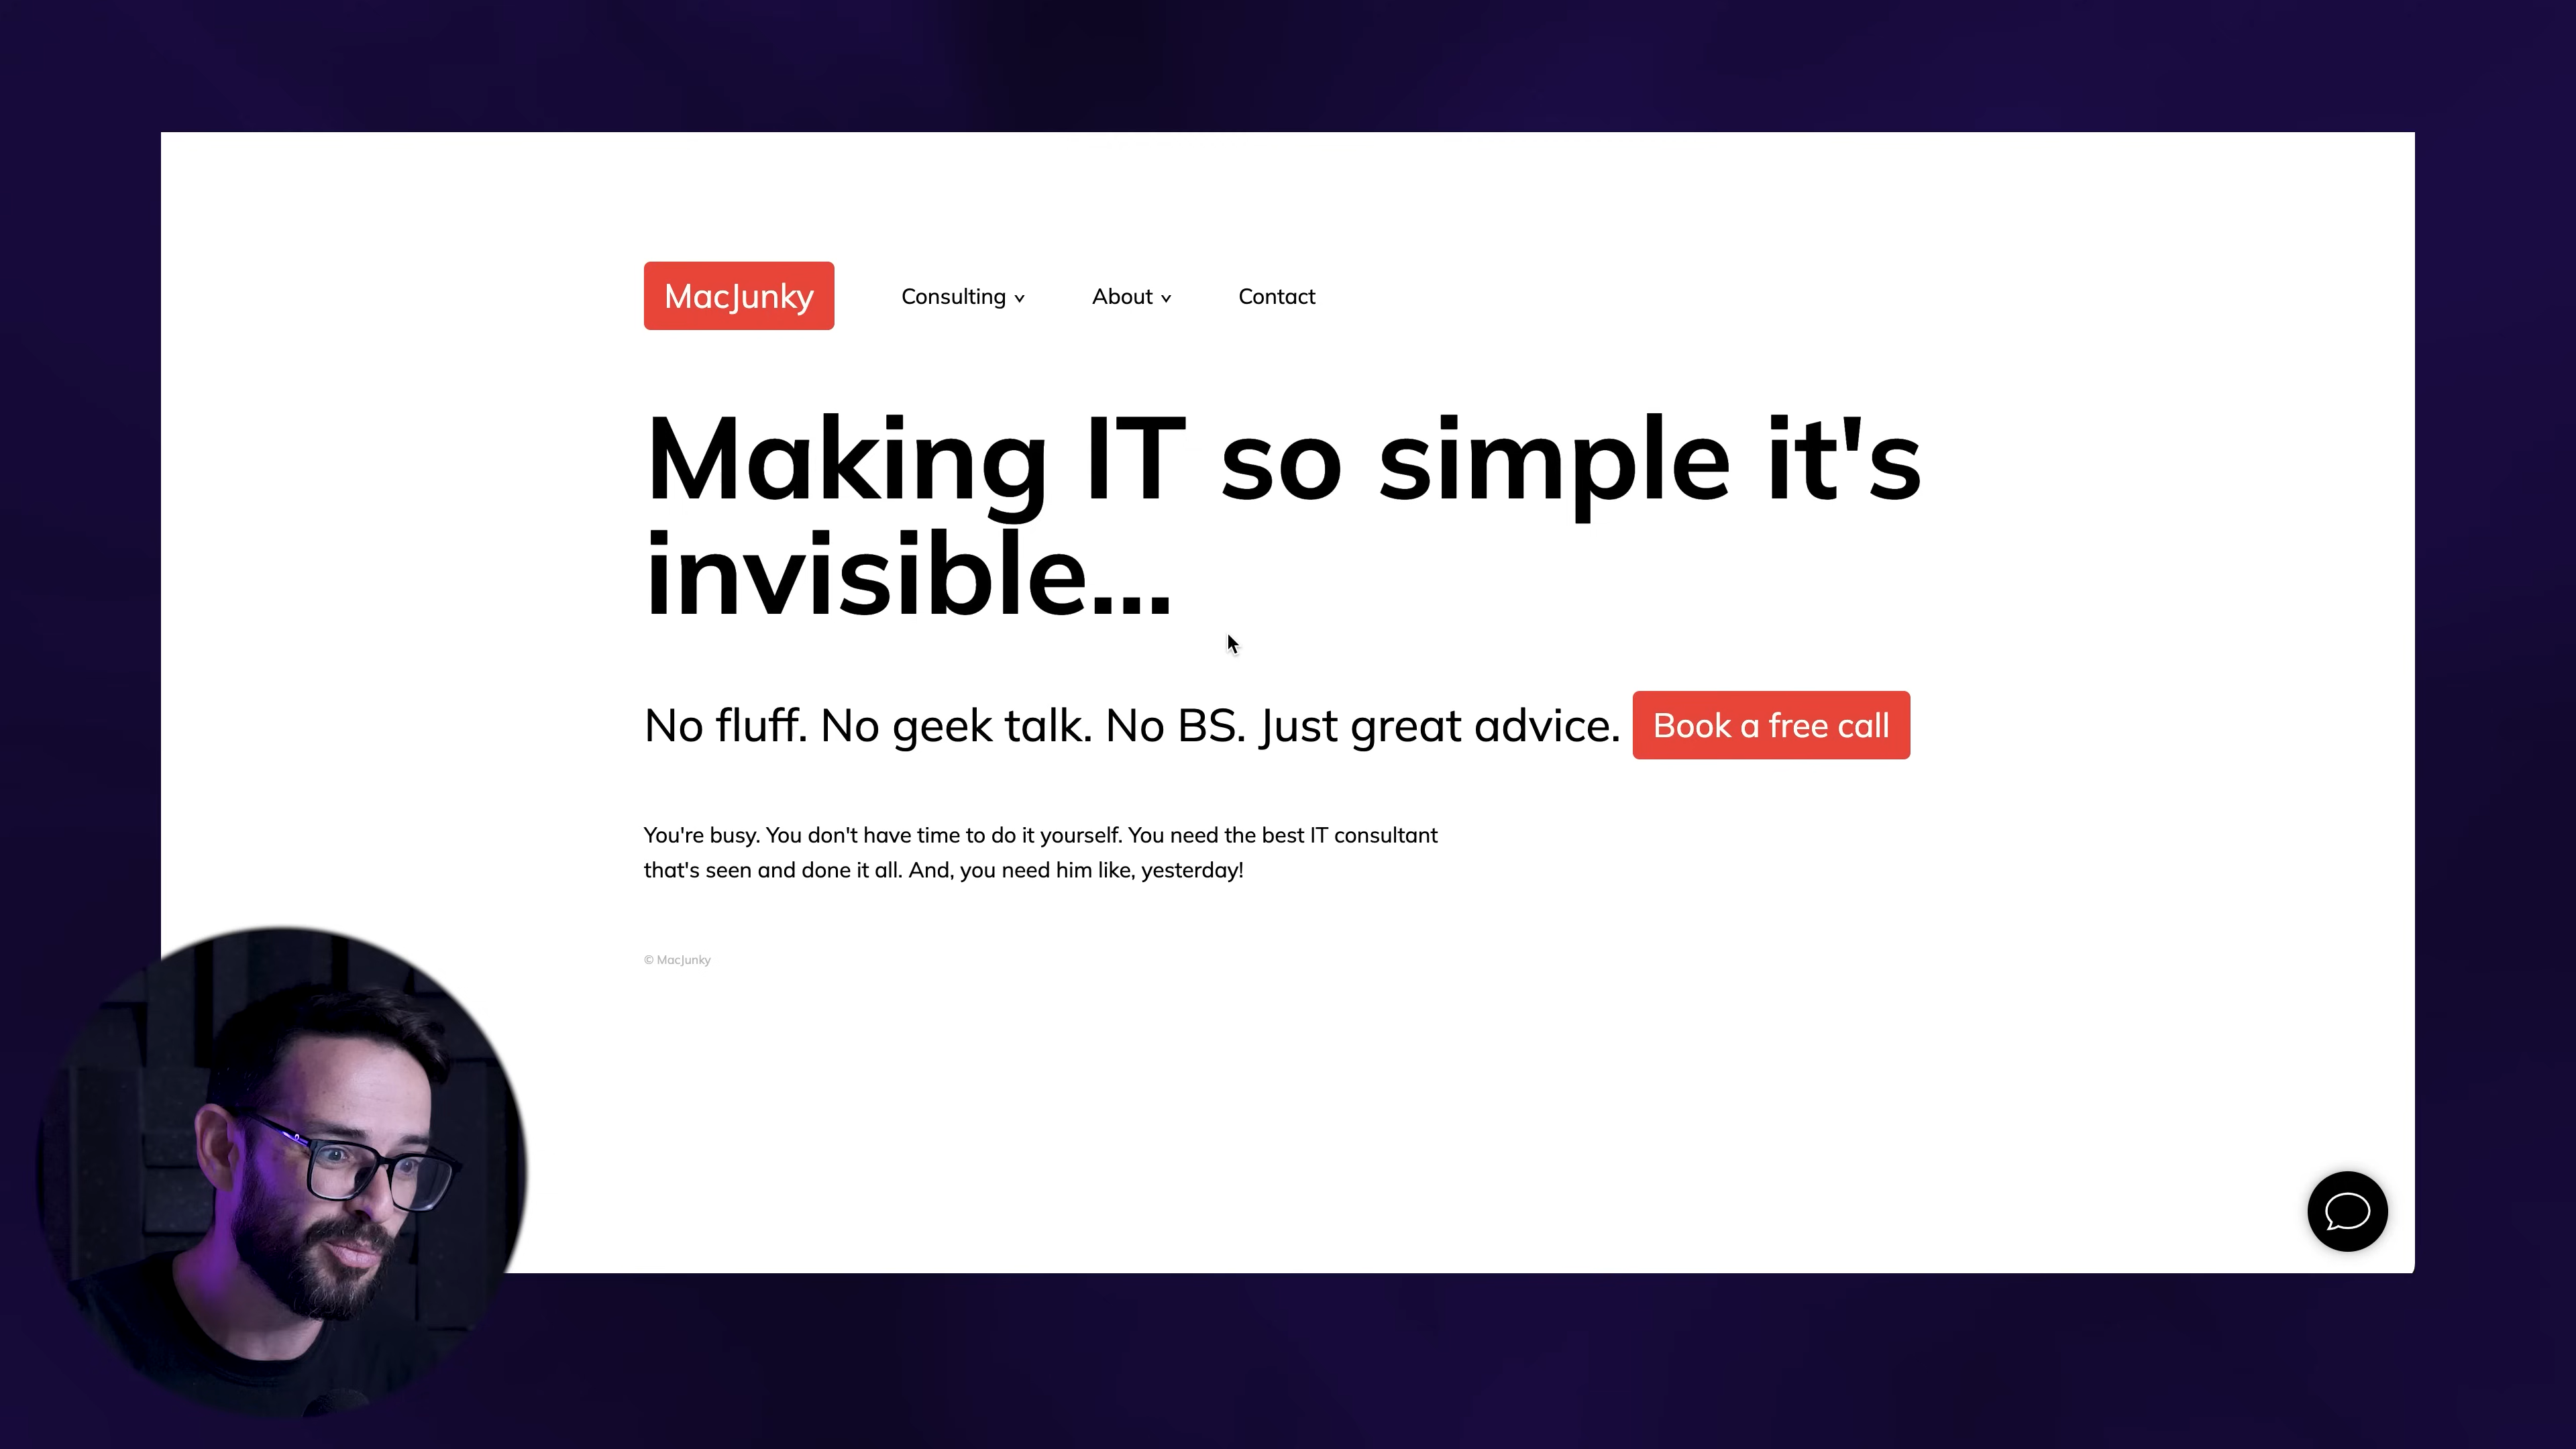 MacJunky
Consulting
About
Contact
Making IT so simple it's
invisible...
No fluff. No geek talk. No BS. Just great advice.
Book a free call
You're busy. You don't have time to do it yourself. You need the best IT consultant
that's seen and done it all. And, you need him like, yesterday!
© MacJunky